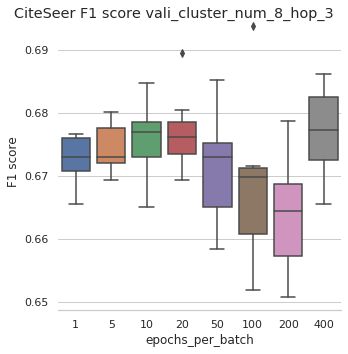 CiteSeer F1 score vali_cluster_num_8_hop_3
0.69
0.68
0.67
0.66
0.65
F1 score
1 5 10 20 50 100 200 400
epochs_per_batch